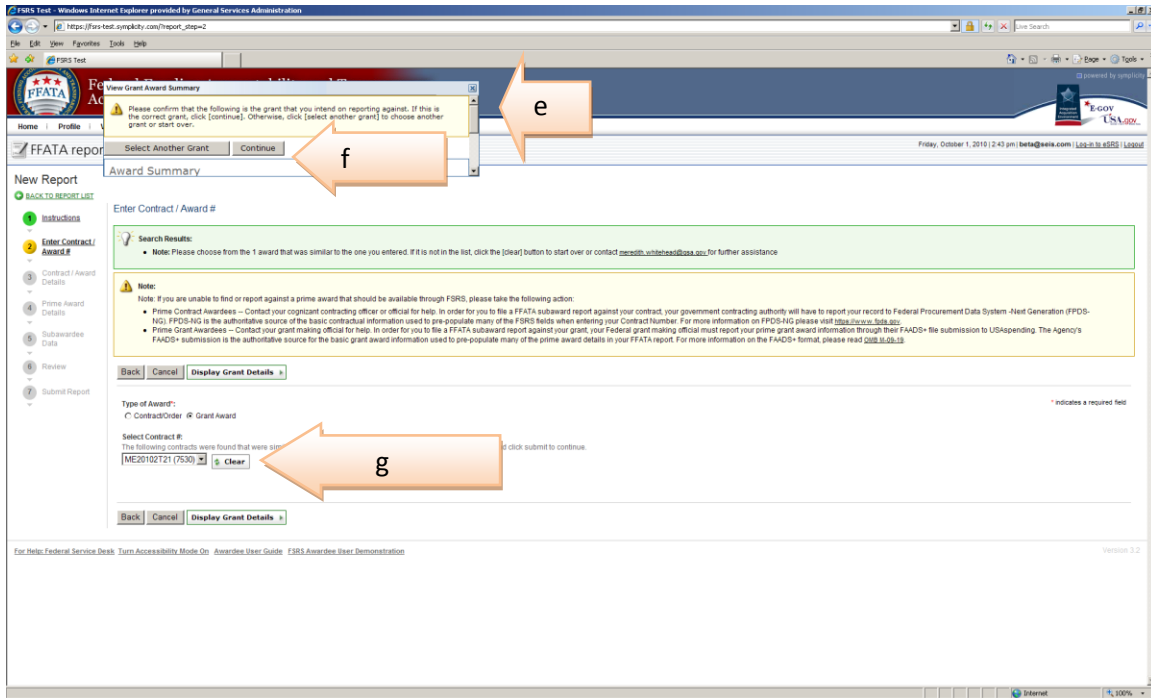 FSRS Test - Windows Internet Explorer provided by General Services Administration
https://fsrs-test.symplicity.com/?report_step=2
Live Search
File Edit View Favorites Tools Help
FSRS Test
Page Tools
FFATA
powered by symplicity
E-GOV
USA.gov
View Grant Award Summary
Please confirm that the following is the grant that you intend on reporting against. If this is
the correct grant, click [continue]. Otherwise, click [select another grant] to choose another
grant or start over.
Select Another Grant Continue
Award Summary
e
f
Home Profile
FFATA repor
Friday, October 1, 2010 | 2:43 pm | beta@seis.com | Log-in to eSRS | Logout
New Report
BACK TO REPORT LIST
1 Instructions
2 Enter Contract /
Award #
3 Contract / Award
Details
4 Prime Award
Details
5 Subawardee
Data
6 Review
7 Submit Report
Enter Contract / Award #
Search Results:
Note: Please choose from the 1 award that was similar to the one you entered. If it is not in the list, click the [clear] button to start over or contact meredith.whitehead@gsa.gov for further assistance
Note:
Note: If you are unable to find or report against a prime award that should be available through FSRS, please take the following action:
Prime Contract Awardees -- Contact your cognizant contracting officer or official for help. In order for you to file a FFATA subaward report against your contract, your government contracting authority will have to report your record to Federal Procurement Data System -Next Generation (FPDS-
NG). FPDS-NG is the authoritative source of the basic contractual information used to pre-populate many of the FSRS fields when entering your Contract Number. For more information on FPDS-NG please visit https://www.fpds.gov.
Prime Grant Awardees -- Contact your grant making official for help. In order for you to file a FFATA subaward report against your grant, your Federal grant making official must report your prime grant award information through their FAADS+ file submission to USAspending. The Agency's
FAADS+ submission is the authoritative source for the basic grant award information used to pre-populate many of the prime award details in your FFATA report. For more information on the FAADS+ format, please read OMB M-09-19.
Back Cancel Display Grant Details
* indicates a required field
Type of Award*:
Contract/Order Grant Award
Select Contract #:
The following contracts were found that were sim d click submit to continue.
ME20102T21 (7530) Clear
g
Back Cancel Display Grant Details
For Help: Federal Service Desk Turn Accessibility Mode On Awardee User Guide FSRS Awardee User Demonstration
Version 3.2
Internet 100%